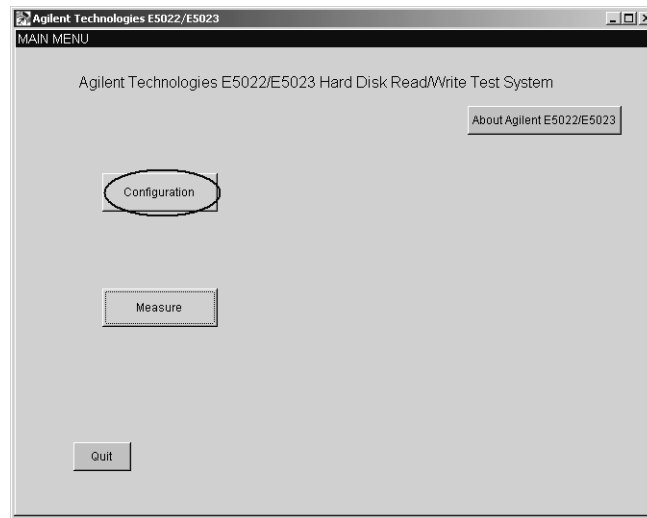 Agilent Technologies E5022/E5023
MAIN MENU
Agilent Technologies E5022/E5023 Hard Disk Read/Write Test System
About Agilent E5022/E5023
Configuration
Measure
Quit